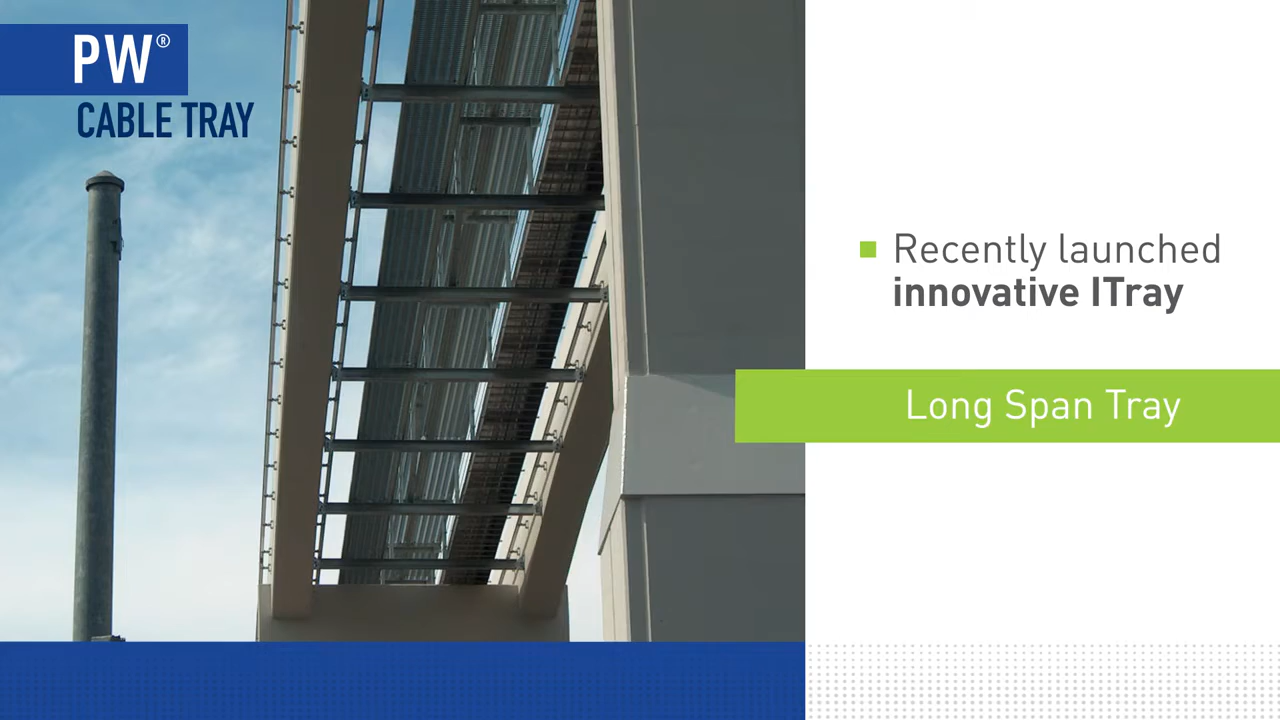 PW®
CABLE TRAY
Recently launched
innovative ITray
Long Span Tray